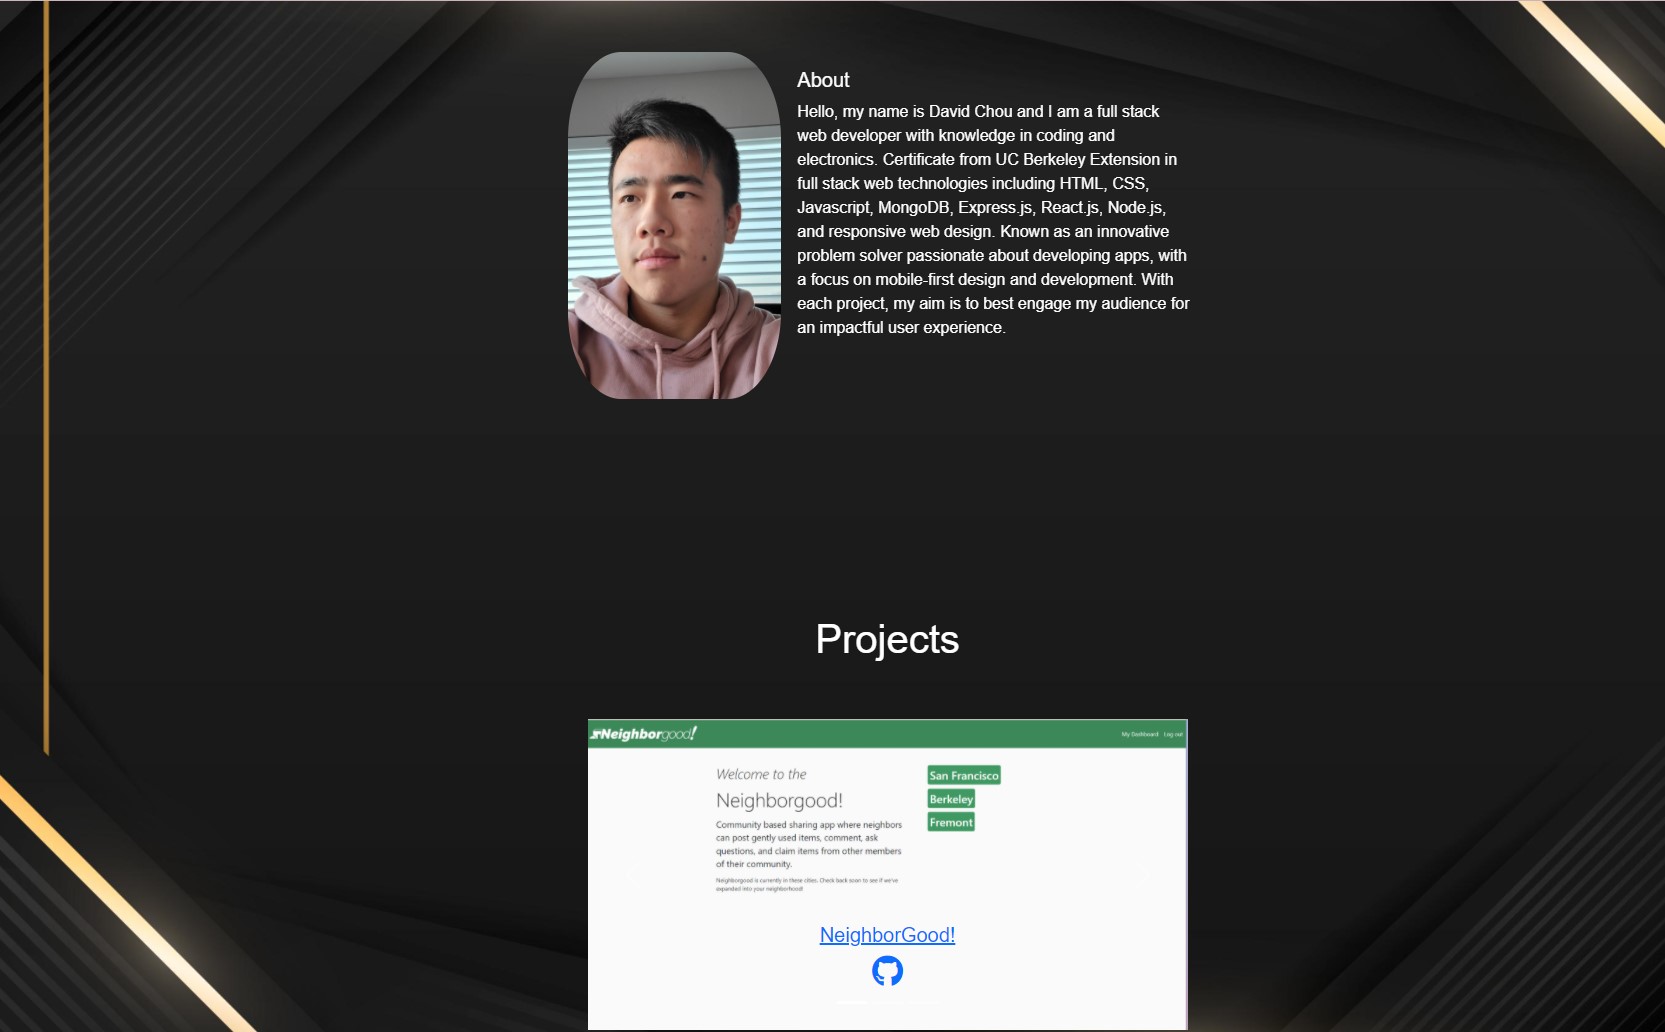 About
Hello, my name is David Chou and I am a full stack
web developer with knowledge in coding and
electronics. Certificate from UC Berkeley Extension in
full stack web technologies including HTML, CSS,
Javascript, MongoDB, Express.js, React.js, Node.js,
and responsive web design. Known as an innovative
problem solver passionate about developing apps, with
a focus on mobile-first design and development. With
each project, my aim is to best engage my audience for
an impactful user experience.
Projects
Neighborgood!
My Dashboard Log out
Welcome to the
Neighborgood!
Community based sharing app where neighbors
can post gently used items, comment, ask
questions, and claim items from other members
of their community.
Neighborgood is currently in these cities. Check back soon to see if we've
expanded into your neighborhood!
San Francisco
Berkeley
Fremont
NeighborGood!